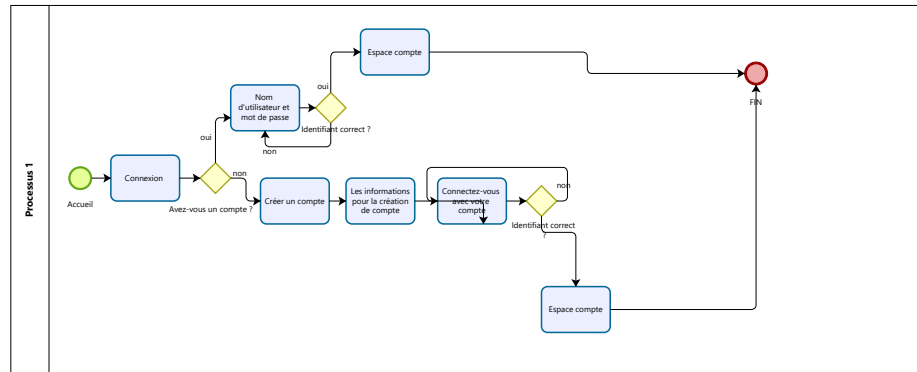 Processus 1
Accueil
Connexion
Avez-vous un compte ?
oui
Nom
d'utilisateur et
mot de passe
Identifiant correct ?
non
oui
Espace compte
FIN
non
Créer un compte
Les informations
pour la création
de compte
Connectez-vous
avec votre
compte
non
Identifiant correct
?
Espace compte